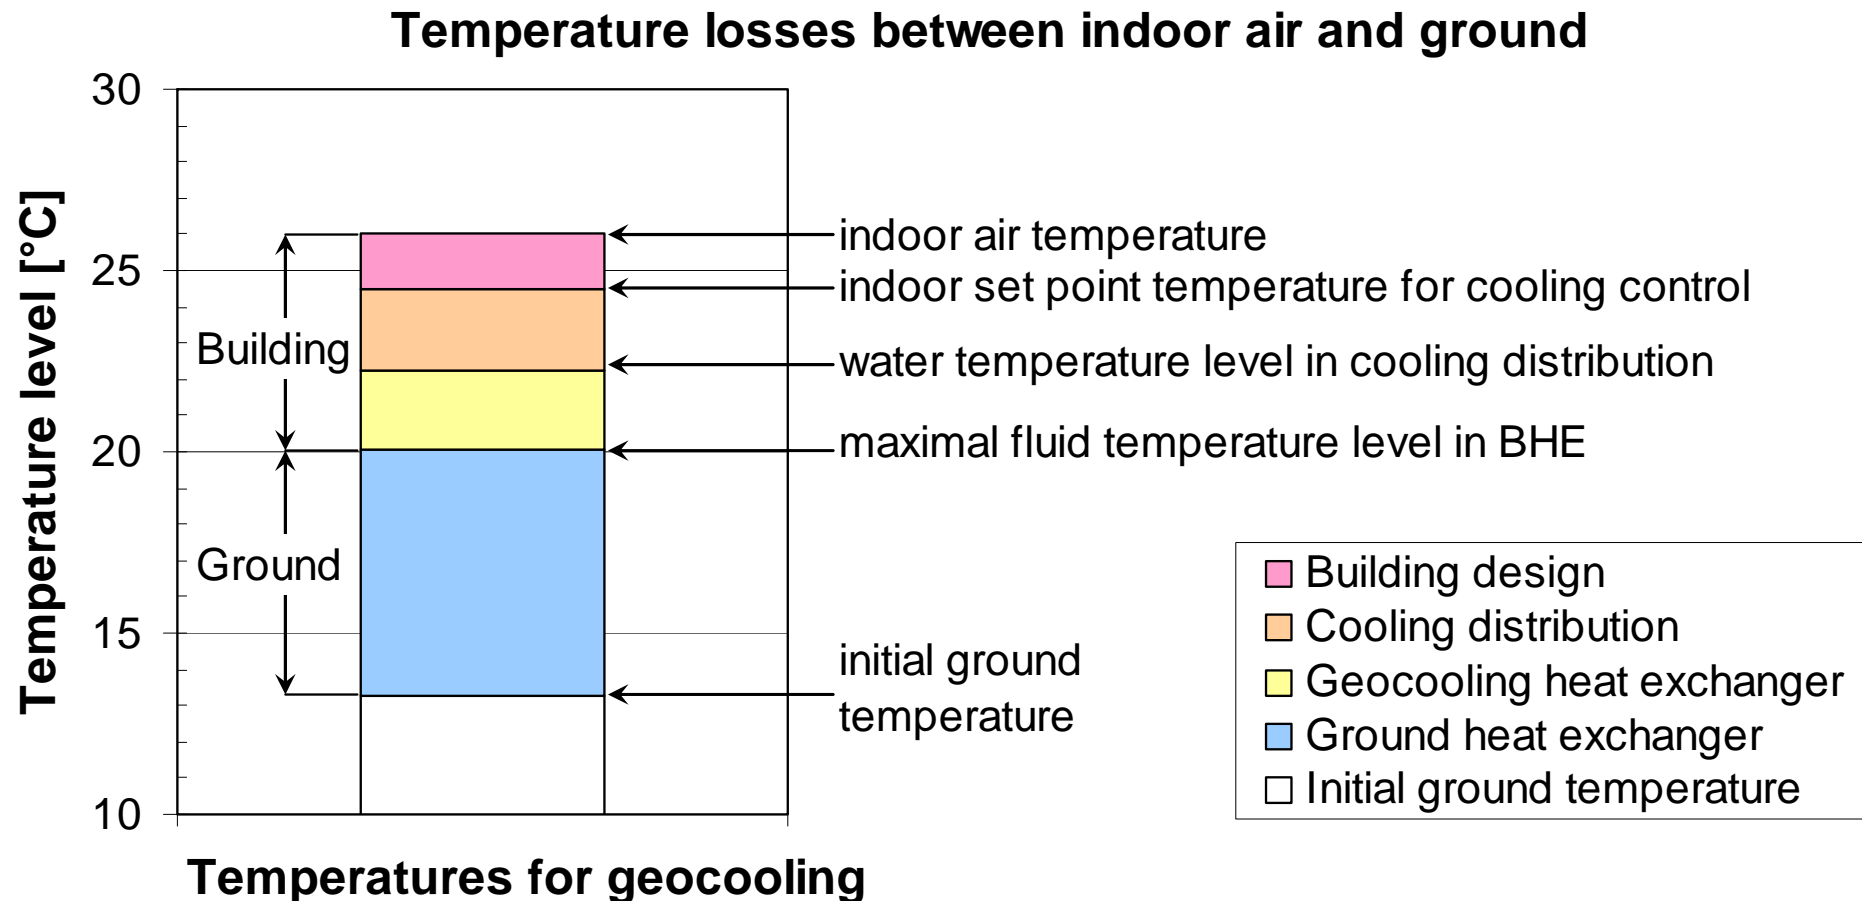 Temperature losses between indoor air and ground
Temperature level [°C]
30
25
20
15
10
Building
Ground
indoor air temperature
indoor set point temperature for cooling control
water temperature level in cooling distribution
maximal fluid temperature level in BHE
initial ground
temperature
Building design
Cooling distribution
Geocooling heat exchanger
Ground heat exchanger
Initial ground temperature
Temperatures for geocooling